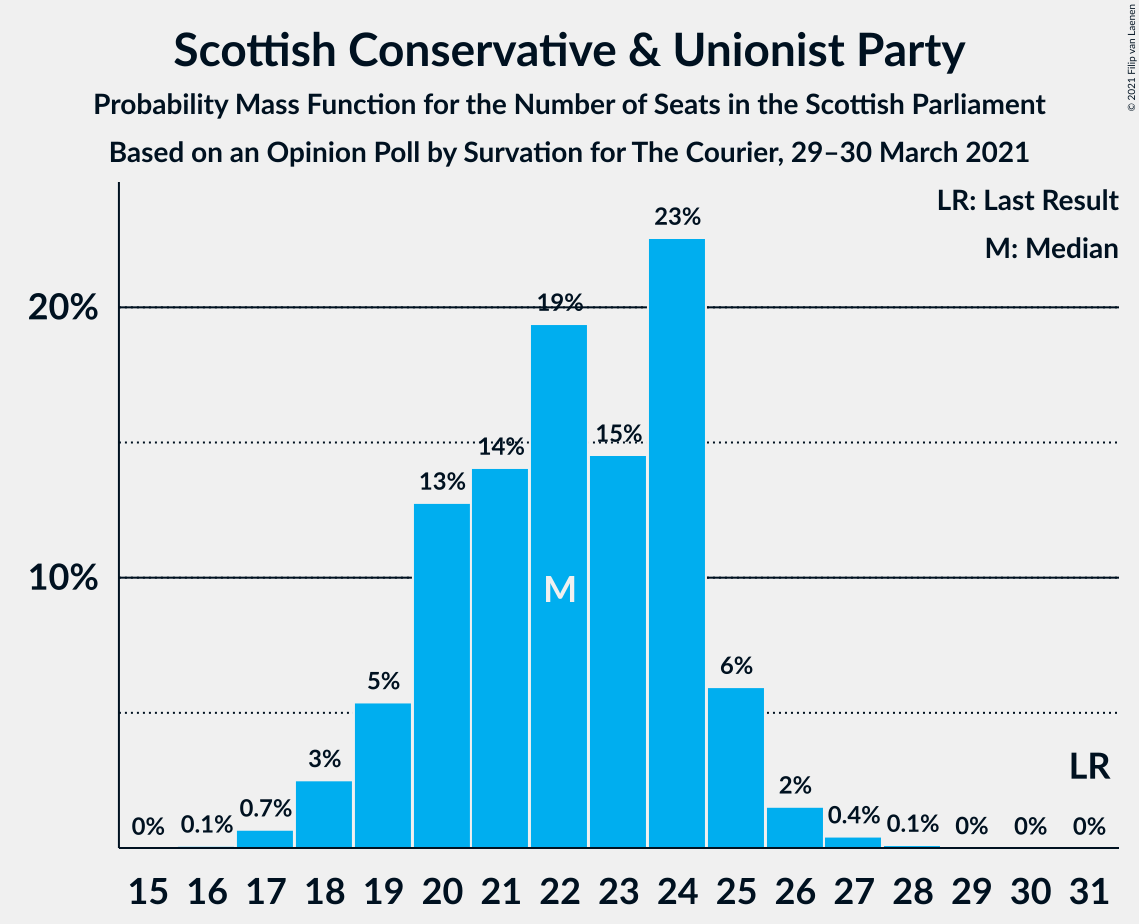 Scottish Conservative & Unionist Party
Probability Mass Function for the Number of Seats in the Scottish Parliament
Based on an Opinion Poll by Survation for The Courier, 29–30 March 2021
© 2021 Filip van Laenen
LR: Last Result
M: Median
20%
10%
0%
0.1%
0.7%
3%
5%
13%
14%
19%
15%
23%
6%
2%
0.4%
0.1%
0%
0%
0%
M
LR
15 16 17 18 19 20 21 22 23 24 25 26 27 28 29 30 31